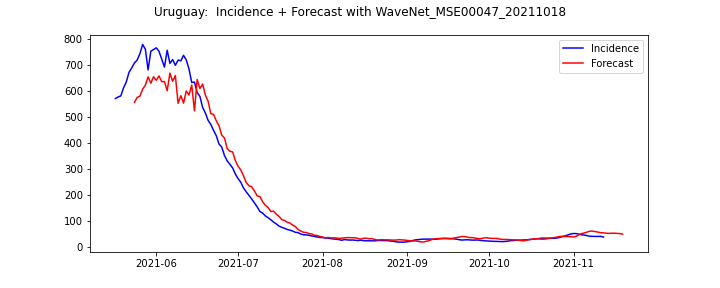 Uruguay:  Incidence + Forecast with WaveNet_MSE00047_20211018
Incidence
Forecast
800
700
600
500
400
300
200
100
0
2021-06 2021-07 2021-08 2021-09 2021-10 2021-11